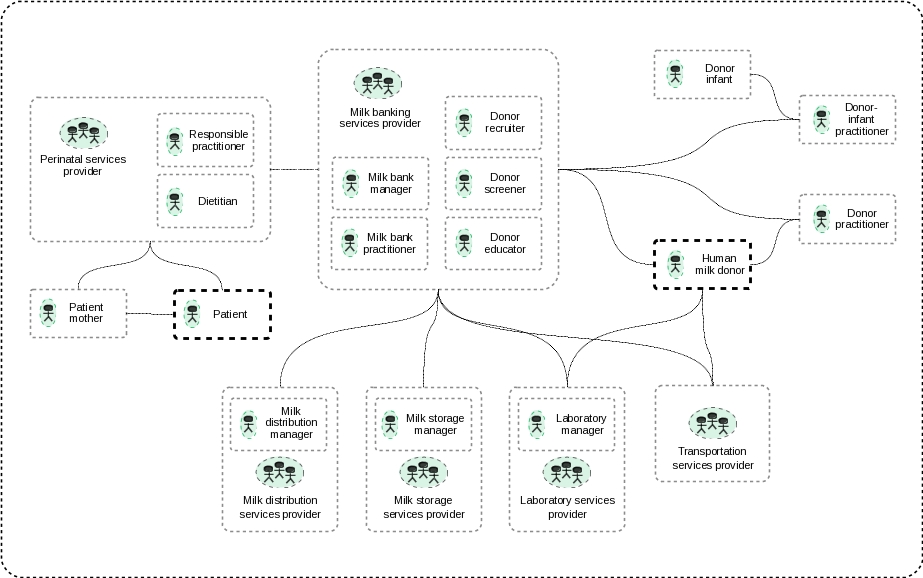 Perinatal services
provider
Responsible
practitioner
Dietitian
Patient
mother
Patient
Milk banking
services provider
Donor
recruiter
Milk bank
manager
Donor
screener
Milk bank
practitioner
Donor
educator
Donor
infant
Donor-
infant
practitioner
Donor
practitioner
Human
milk donor
Milk
distribution
manager
Milk distribution
services provider
Milk storage
manager
Milk storage
services provider
Laboratory
manager
Laboratory services
provider
Transportation
services provider